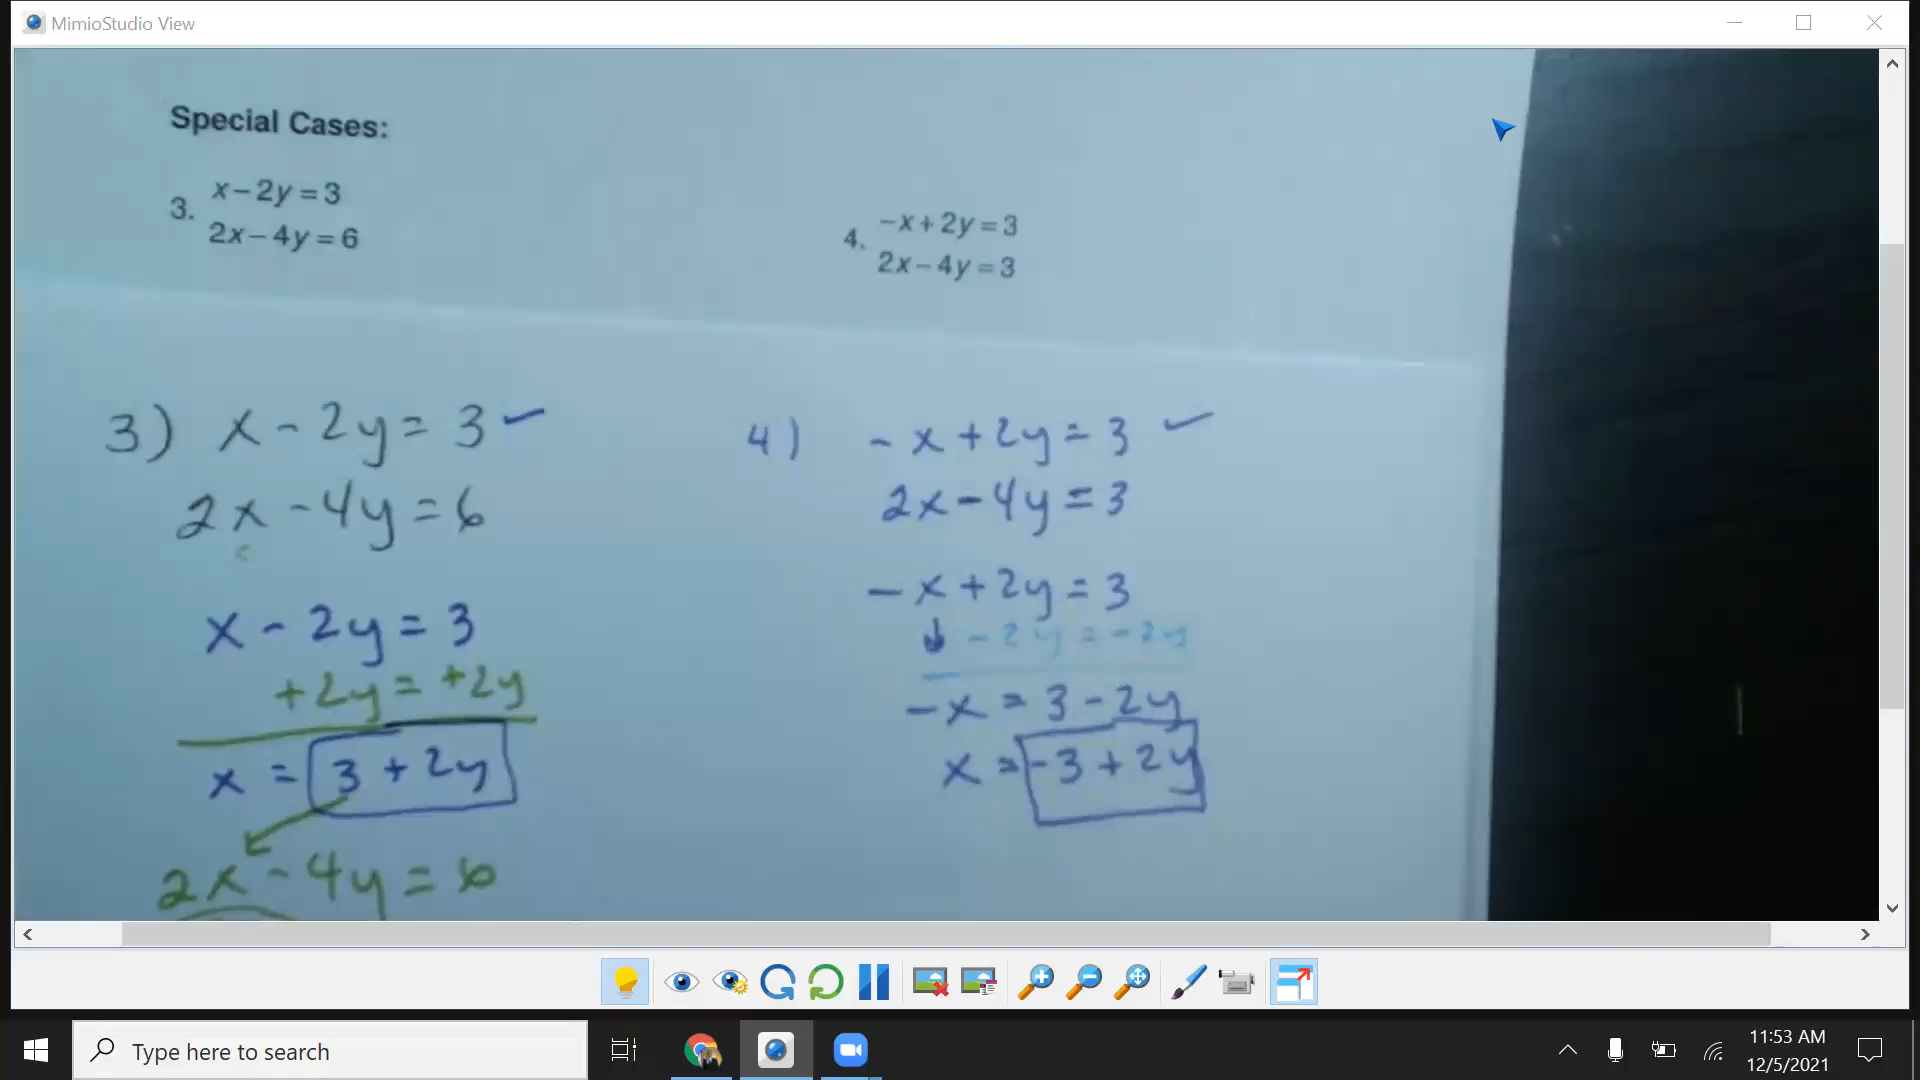 MimioStudio View
Special Cases:
3. x − 2y = 3
2x − 4y = 6
4. −x + 2y = 3
2x − 4y = 3
3) x − 2y = 3 ✓
2x − 4y = 6
x − 2y = 3
+2y = +2y
x = 3 + 2y
2x − 4y = 6
4) −x + 2y = 3 ✓
2x − 4y = 3
−x + 2y = 3
↓ −2y = −2y
−x = 3 − 2y
x = −3 + 2y
Type here to search
11:53 AM
12/5/2021